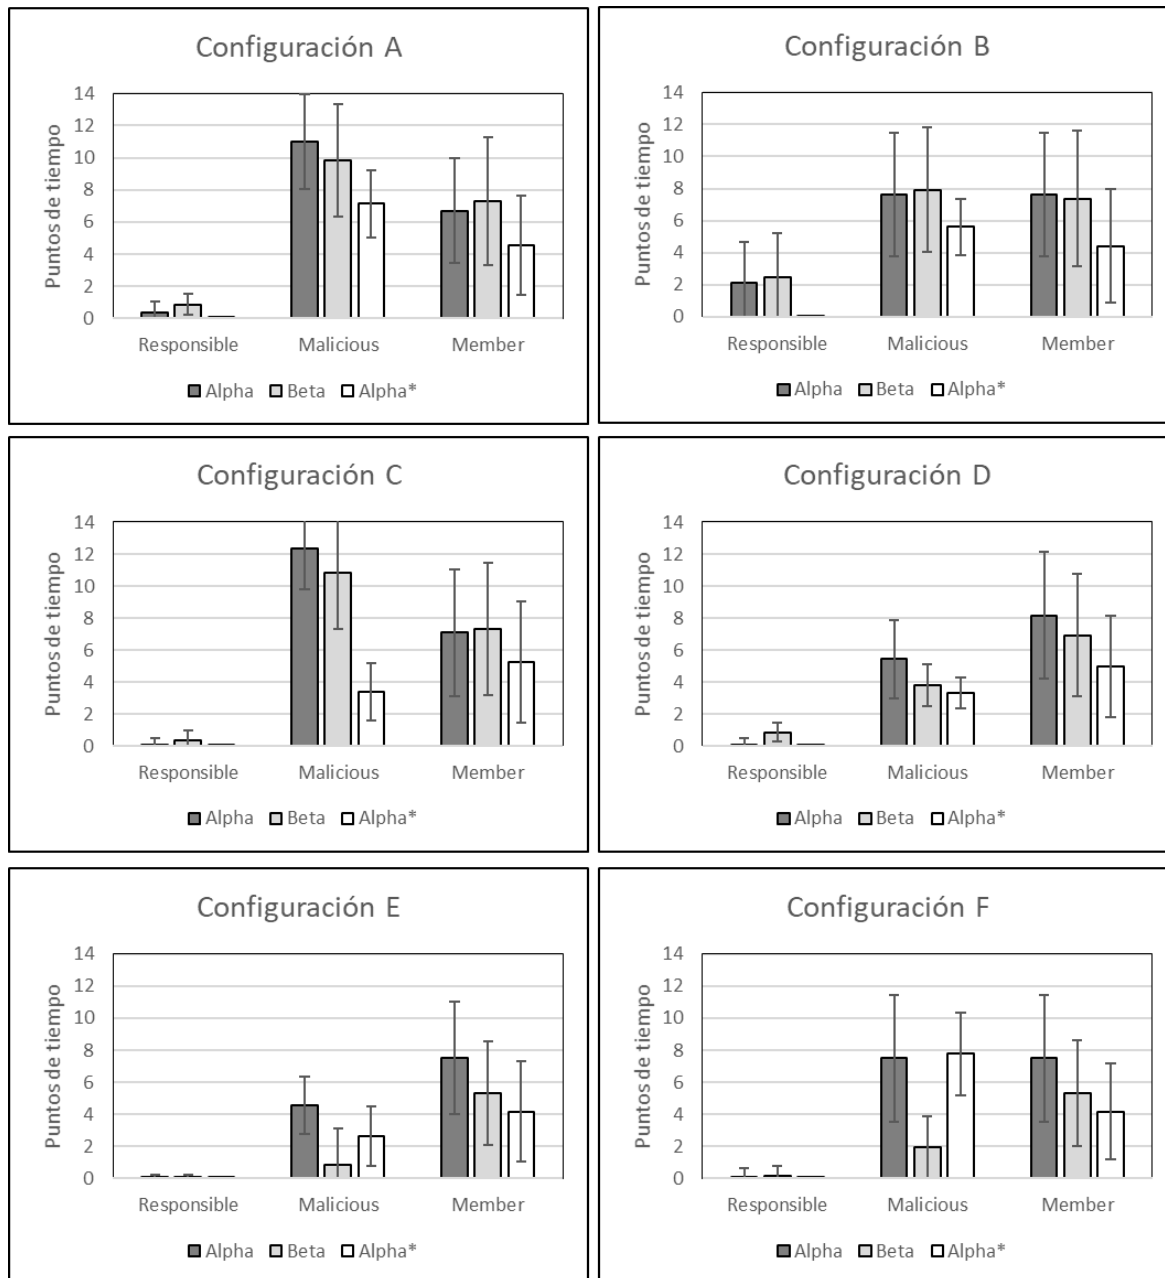 Configuración A
Puntos de tiempo
14
12
10
8
6
4
2
0
Responsible Malicious Member
Alpha Beta Alpha*
Configuración B
Puntos de tiempo
14
12
10
8
6
4
2
0
Responsible Malicious Member
Alpha Beta Alpha*
Configuración C
Puntos de tiempo
14
12
10
8
6
4
2
0
Responsible Malicious Member
Alpha Beta Alpha*
Configuración D
Puntos de tiempo
14
12
10
8
6
4
2
0
Responsible Malicious Member
Alpha Beta Alpha*
Configuración E
Puntos de tiempo
14
12
10
8
6
4
2
0
Responsible Malicious Member
Alpha Beta Alpha*
Configuración F
Puntos de tiempo
14
12
10
8
6
4
2
0
Responsible Malicious Member
Alpha Beta Alpha*